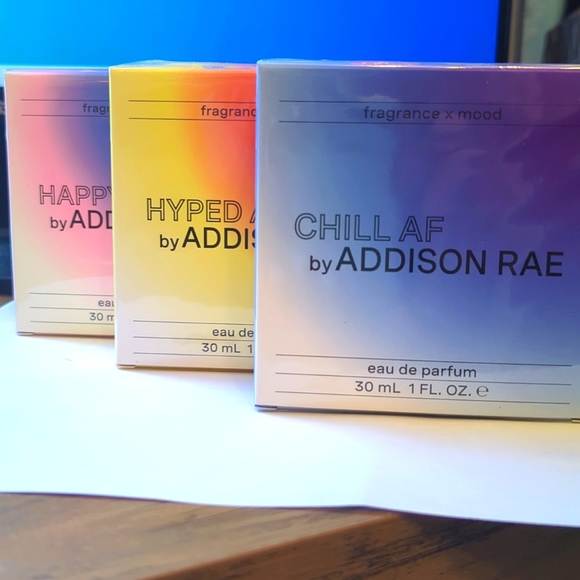 fragr
HAPPY
by ADD
eau
30 m
fragranc
HYPED A
by ADDIS
eau de
30 mL 1
fragrance x mood
CHILL AF
by ADDISON RAE
eau de parfum
30 mL 1 FL. OZ. ℮